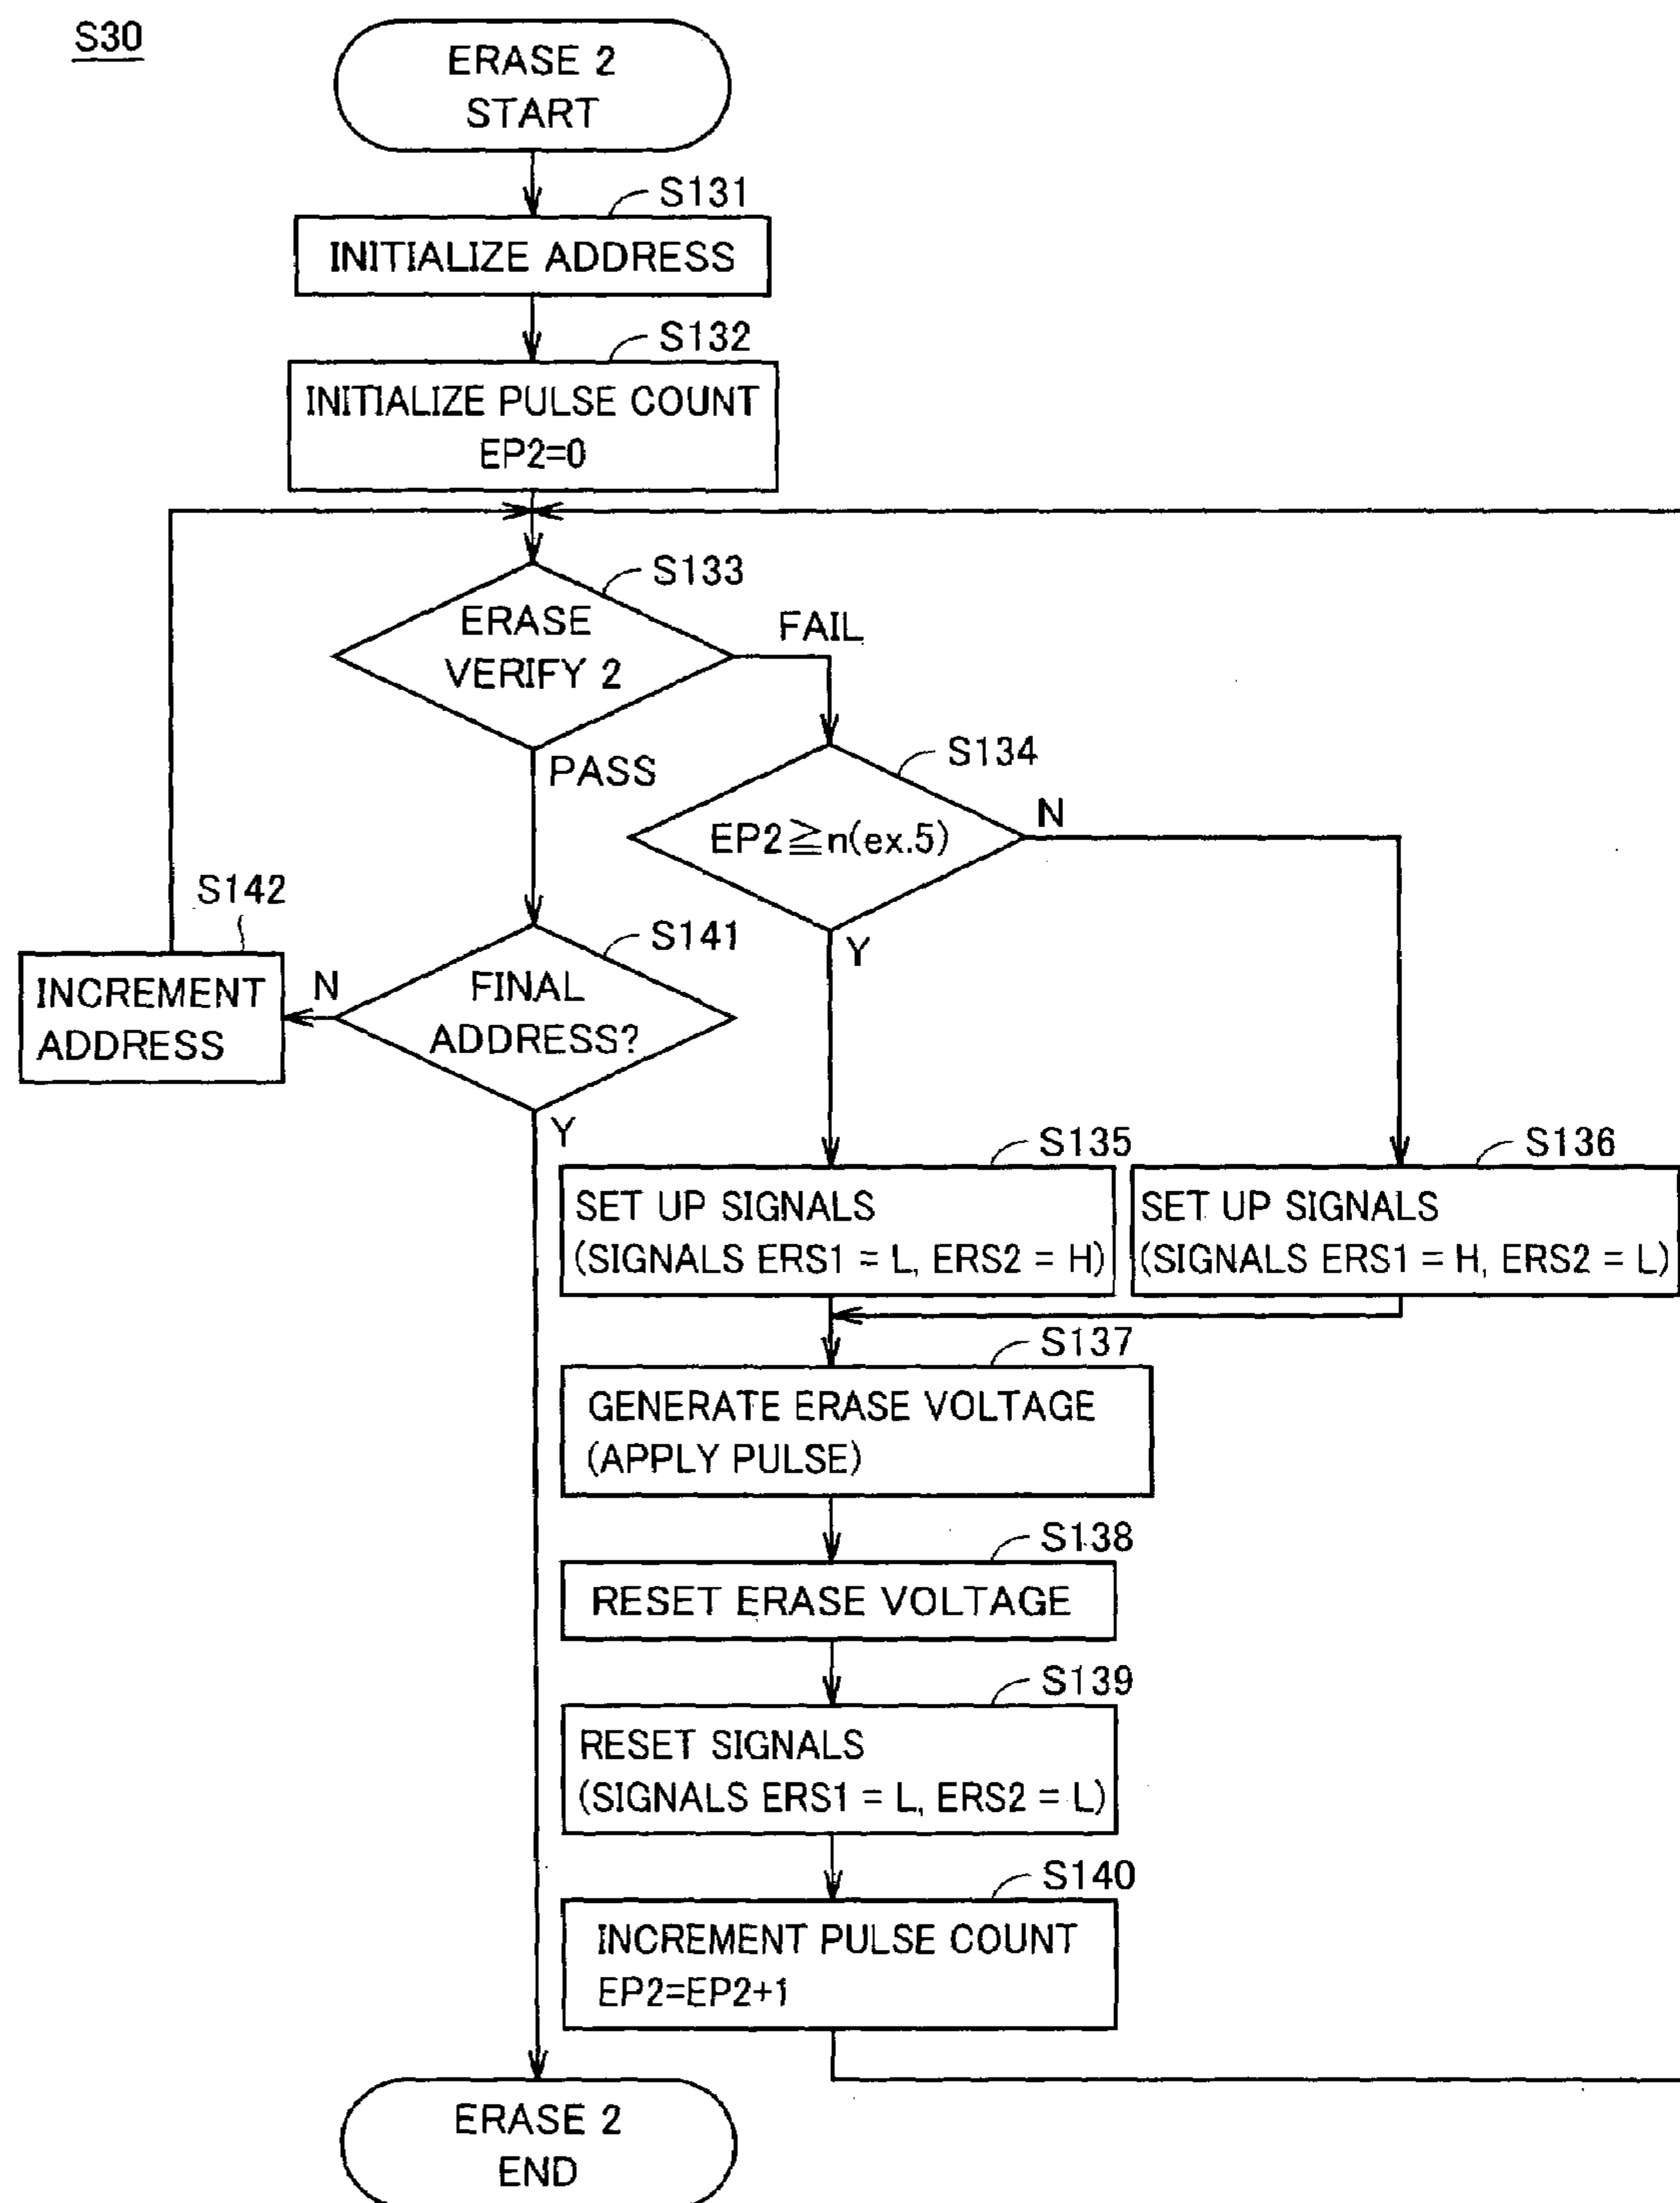 S30
ERASE 2
START
S131
INITIALIZE ADDRESS
S132
INITIALIZE PULSE COUNT
EP2=0
S133
ERASE
VERIFY 2
FAIL
PASS
S134
EP2≧n(ex.5)
N
Y
S142
INCREMENT
ADDRESS
N
S141
FINAL
ADDRESS?
Y
S135
SET UP SIGNALS
(SIGNALS ERS1 = L, ERS2 = H)
S136
SET UP SIGNALS
(SIGNALS ERS1 = H, ERS2 = L)
S137
GENERATE ERASE VOLTAGE
(APPLY PULSE)
S138
RESET ERASE VOLTAGE
S139
RESET SIGNALS
(SIGNALS ERS1 = L, ERS2 = L)
S140
INCREMENT PULSE COUNT
EP2=EP2+1
ERASE 2
END